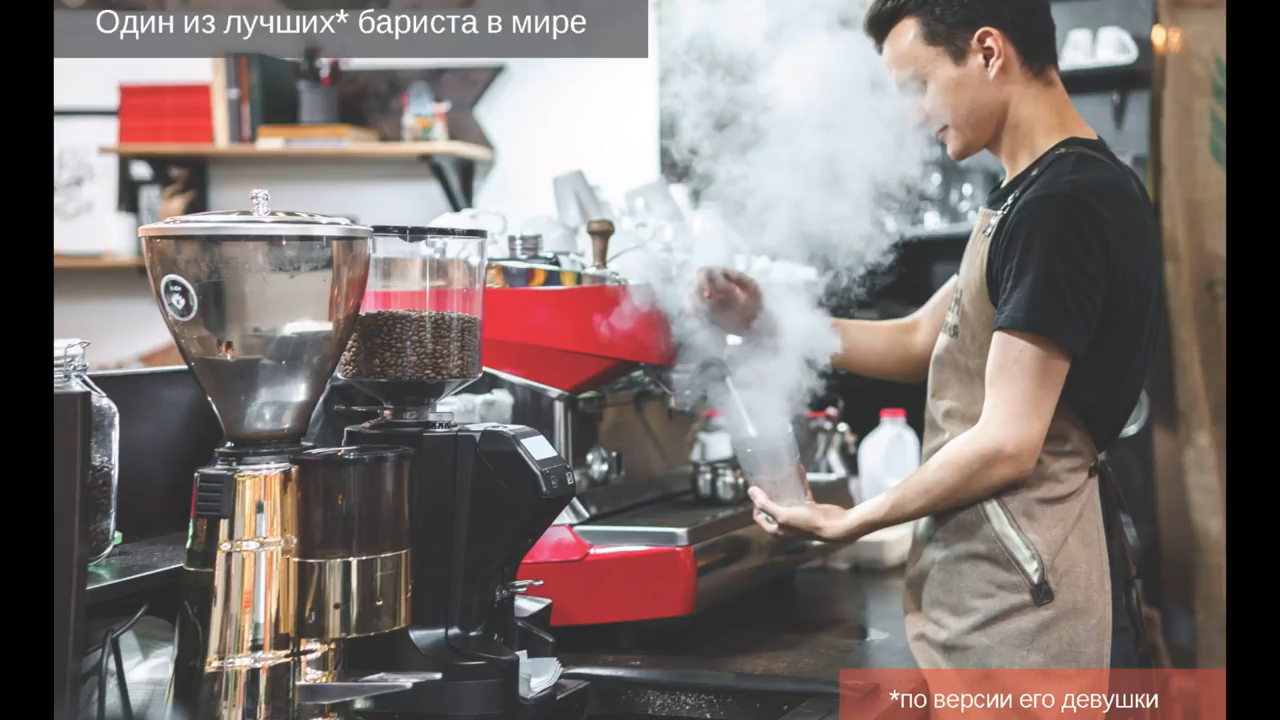 Один из лучших* бариста в мире
*по версии его девушки